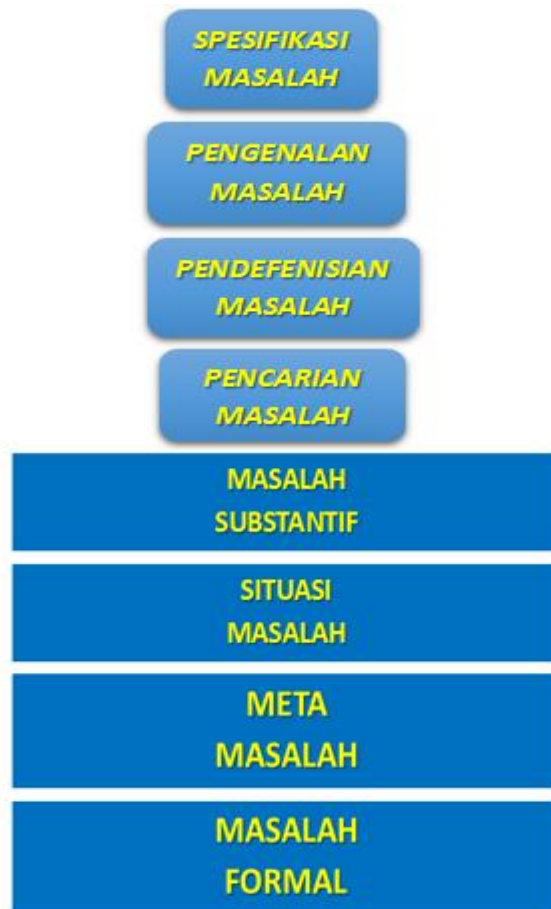 SPESIFIKASI
MASALAH
PENGENALAN
MASALAH
PENDEFENISIAN
MASALAH
PENCARIAN
MASALAH
MASALAH
SUBSTANTIF
SITUASI
MASALAH
META
MASALAH
MASALAH
FORMAL